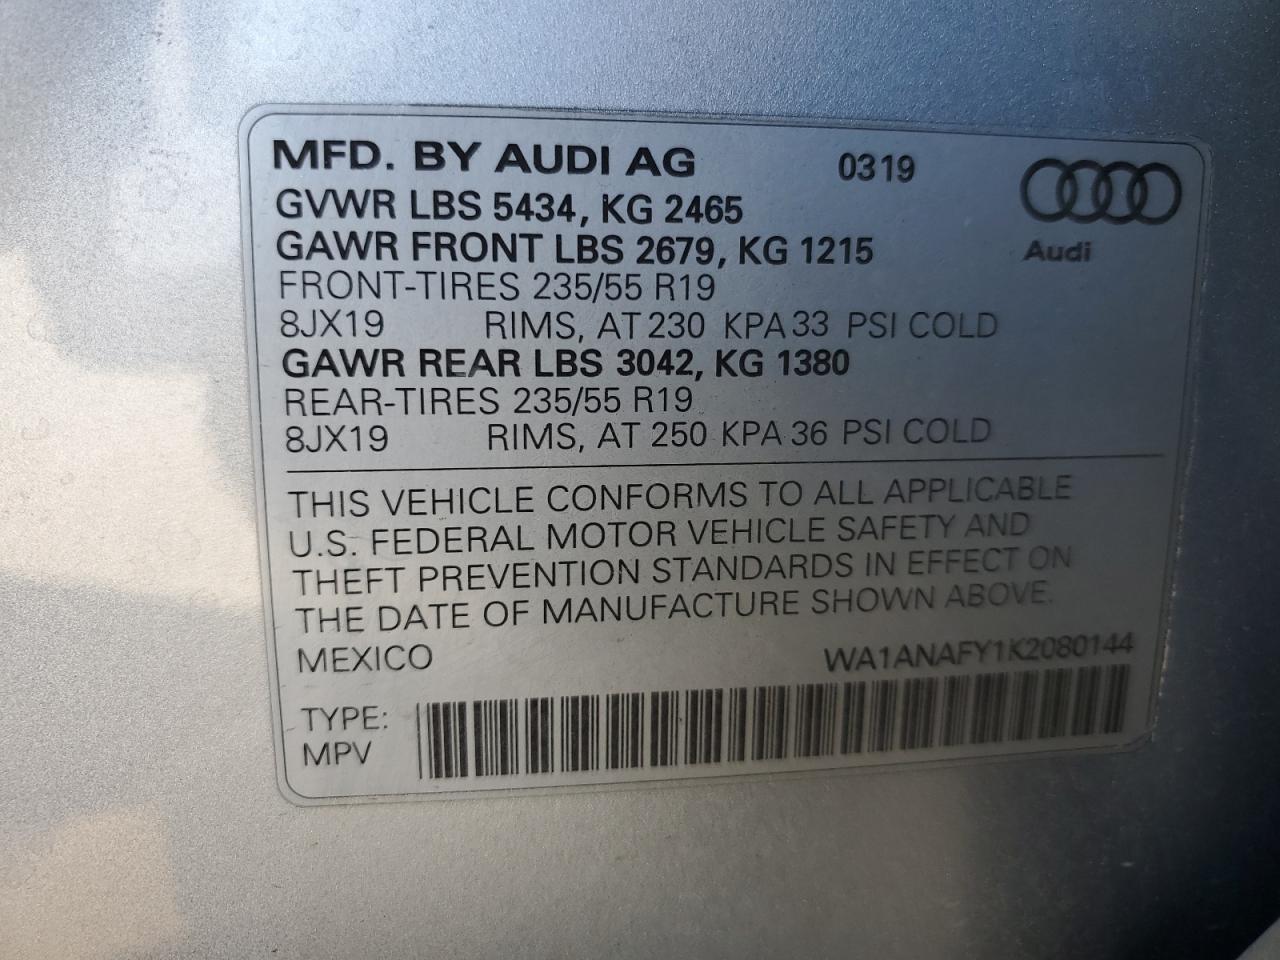 MFD. BY AUDI AG 0319
GVWR LBS 5434, KG 2465
GAWR FRONT LBS 2679, KG 1215
Audi
FRONT-TIRES 235/55 R19
8JX19 RIMS, AT 230 KPA 33 PSI COLD
GAWR REAR LBS 3042, KG 1380
REAR-TIRES 235/55 R19
8JX19 RIMS, AT 250 KPA 36 PSI COLD
THIS VEHICLE CONFORMS TO ALL APPLICABLE
U.S. FEDERAL MOTOR VEHICLE SAFETY AND
THEFT PREVENTION STANDARDS IN EFFECT ON
THE DATE OF MANUFACTURE SHOWN ABOVE.
MEXICO WA1ANAFY1K2080144
TYPE:
MPV